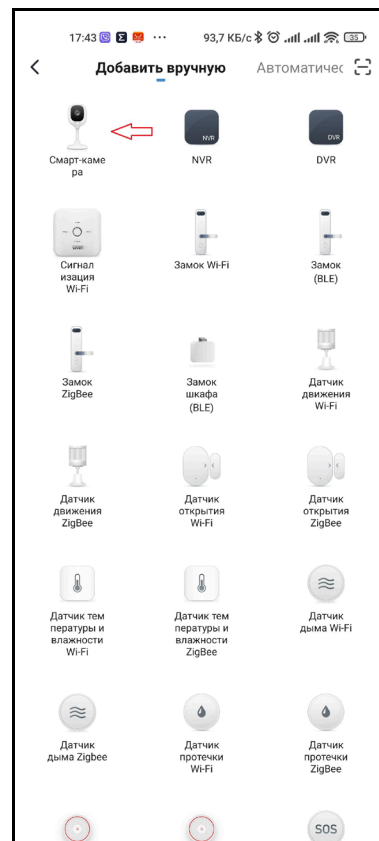 17:43 ... 93,7 КБ/с 35
Добавить вручную Автоматичес
NVR DVR
Смарт-каме
ра
NVR
DVR
Сигнал
изация
Wi-Fi
Замок Wi-Fi
Замок
(BLE)
Замок
ZigBee
Замок
шкафа
(BLE)
Датчик
движения
Wi-Fi
Датчик
движения
ZigBee
Датчик
открытия
Wi-Fi
Датчик
открытия
ZigBee
Датчик тем
пературы и
влажности
Wi-Fi
Датчик тем
пературы и
влажности
ZigBee
Датчик
дыма Wi-Fi
Датчик
дыма Zigbee
Датчик
протечки
Wi-Fi
Датчик
протечки
ZigBee
SOS